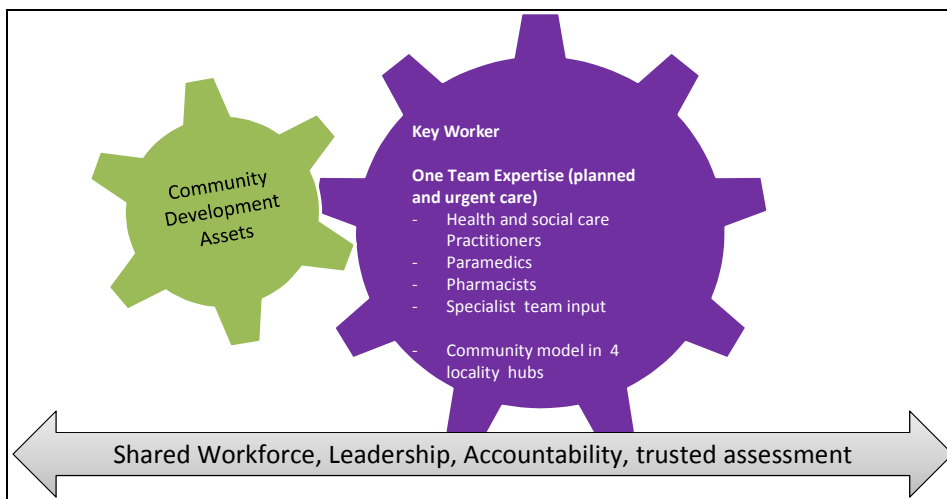 Community
Development
Assets
Key Worker
One Team Expertise (planned
and urgent care)
- Health and social care
Practitioners
- Paramedics
- Pharmacists
- Specialist team input
- Community model in 4
locality hubs
Shared Workforce, Leadership, Accountability, trusted assessment